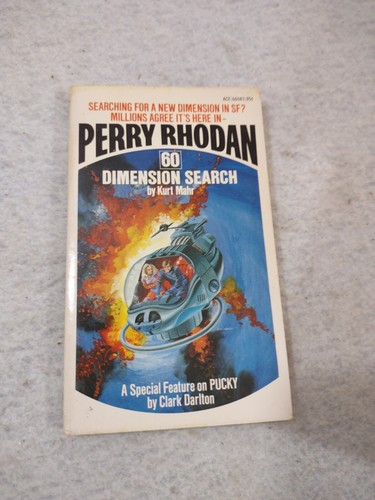 SEARCHING FOR A NEW DIMENSION IN SF?
MILLIONS AGREE IT'S HERE IN -
PERRY RHODAN
60
DIMENSION SEARCH
by Kurt Mahr
A Special Feature on PUCKY
by Clark Darlton